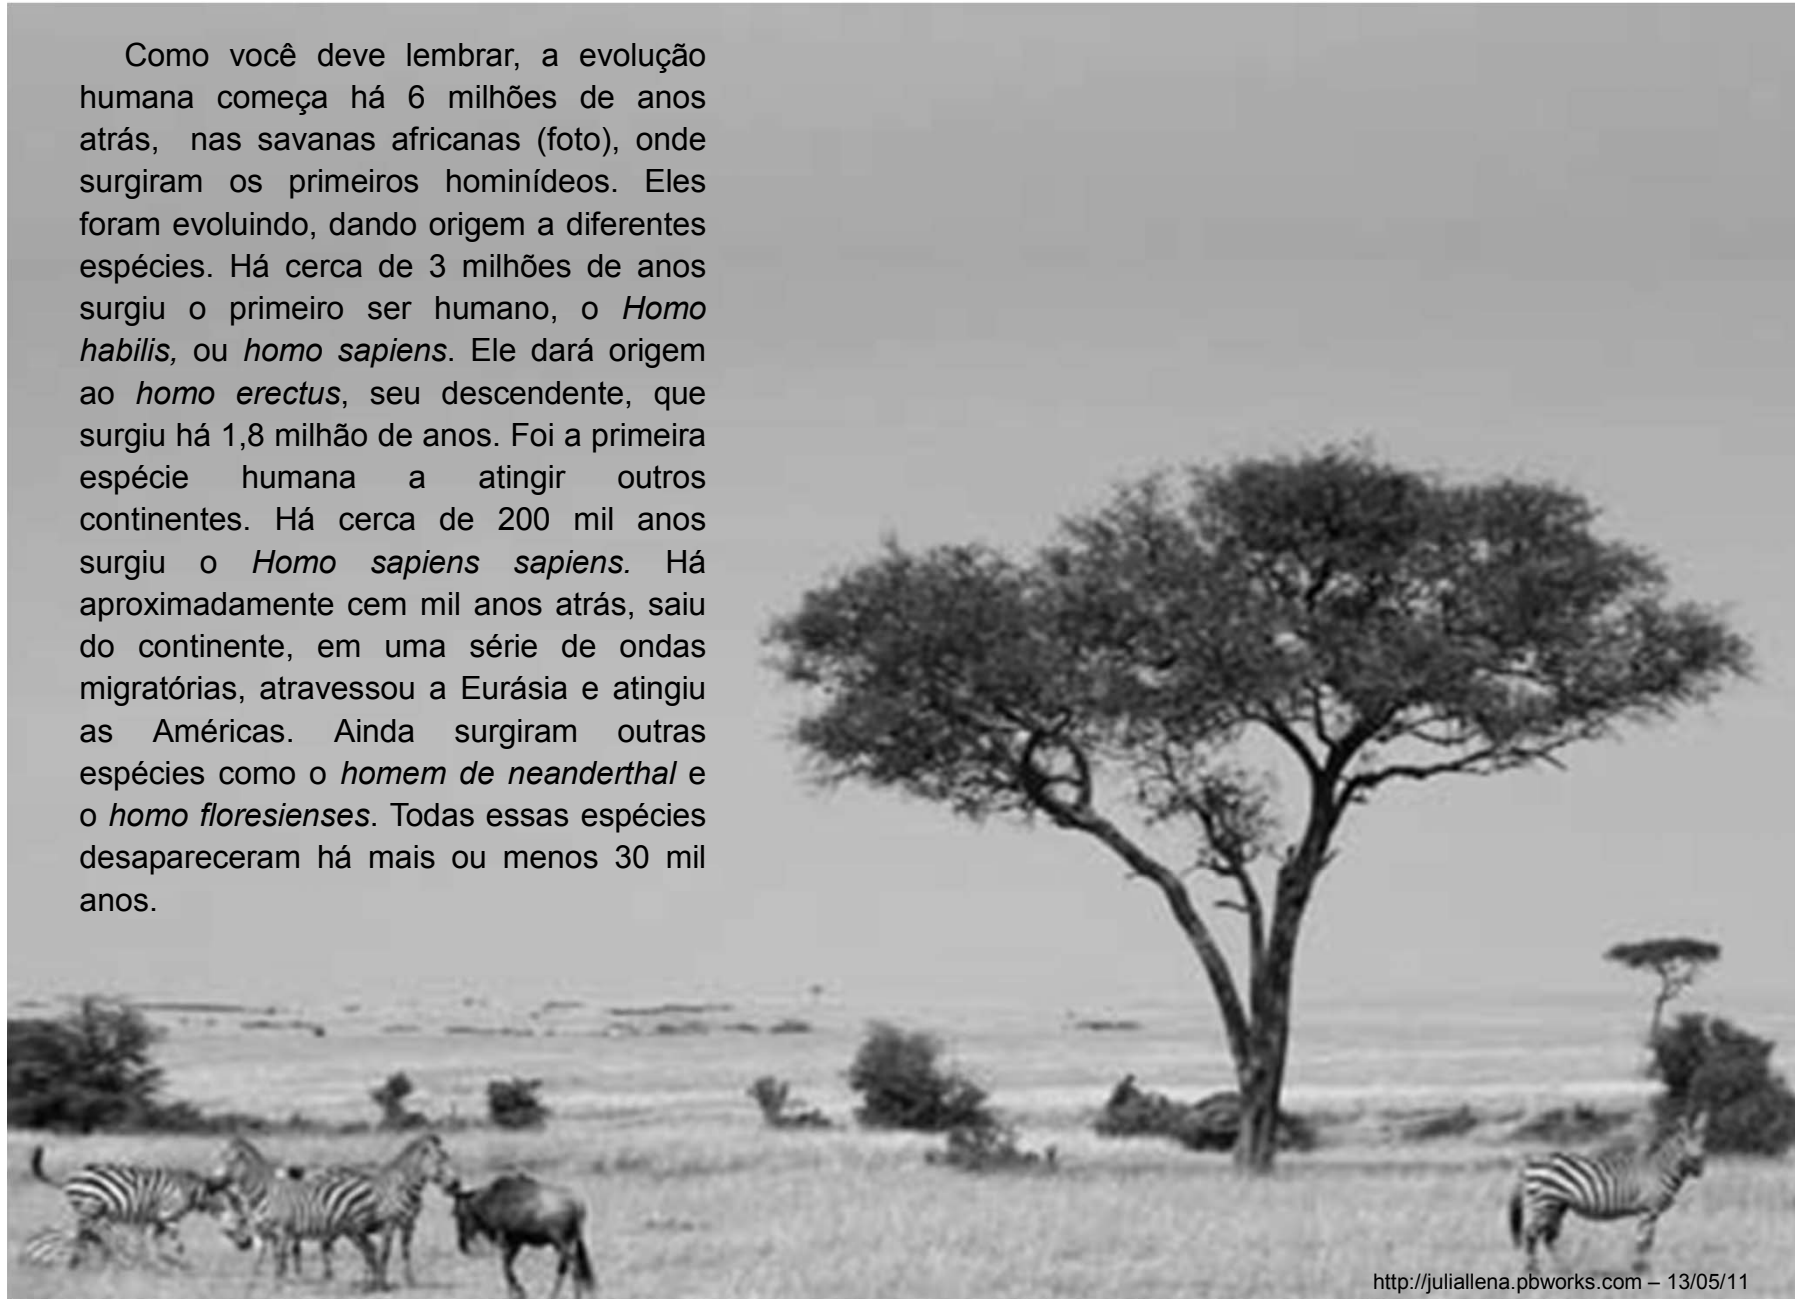 Como você deve lembrar, a evolução
humana começa há 6 milhões de anos
atrás, nas savanas africanas (foto), onde
surgiram os primeiros hominídeos. Eles
foram evoluindo, dando origem a diferentes
espécies. Há cerca de 3 milhões de anos
surgiu o primeiro ser humano, o Homo
habilis, ou homo sapiens. Ele dará origem
ao homo erectus, seu descendente, que
surgiu há 1,8 milhão de anos. Foi a primeira
espécie humana a atingir outros
continentes. Há cerca de 200 mil anos
surgiu o Homo sapiens sapiens. Há
aproximadamente cem mil anos atrás, saiu
do continente, em uma série de ondas
migratórias, atravessou a Eurásia e atingiu
as Américas. Ainda surgiram outras
espécies como o homem de neanderthal e
o homo floresienses. Todas essas espécies
desapareceram há mais ou menos 30 mil
anos.
http://juliallena.pbworks.com – 13/05/11